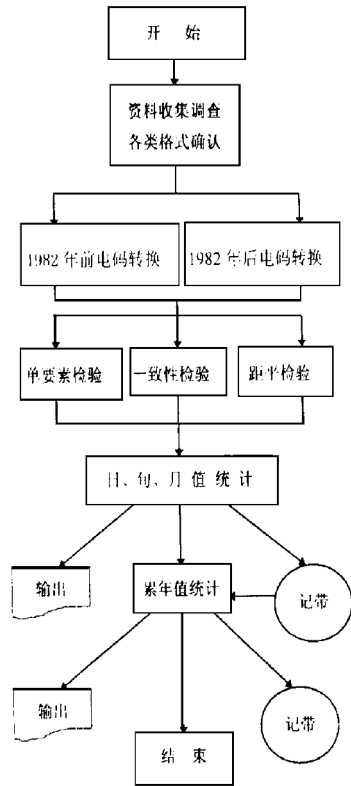 开 始
资料收集调查
各类格式确认
1982年前电码转换
1982年后电码转换
单要素检验
一致性检验
距平检验
日、旬、月 值 统 计
输出
累年值统计
记带
输出
记带
结 束